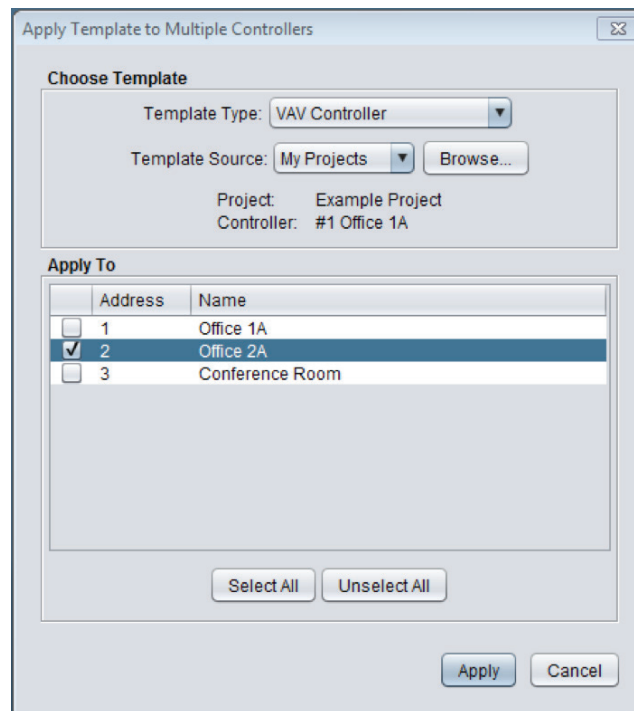 Apply Template to Multiple Controllers
Choose Template
Template Type: VAV Controller
Template Source: My Projects Browse...
Project: Example Project
Controller: #1 Office 1A
Apply To
Address Name
1 Office 1A
2 Office 2A
3 Conference Room
Select All Unselect All
Apply Cancel